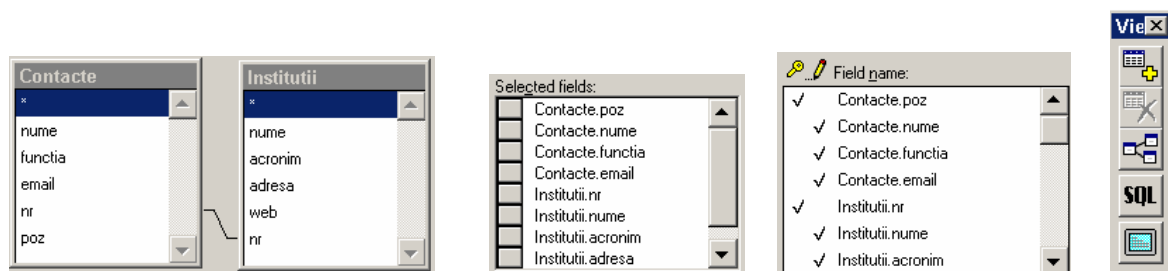 Contacte
*
nume
functia
email
nr
poz
Institutii
*
nume
acronim
adresa
web
nr
Selected fields:
Contacte.poz
Contacte.nume
Contacte.functia
Contacte.email
Institutii.nr
Institutii.nume
Institutii.acronim
Institutii.adresa
Field name:
Contacte.poz
Contacte.nume
Contacte.functia
Contacte.email
Institutii.nr
Institutii.nume
Institutii.acronim
Vie
SQL